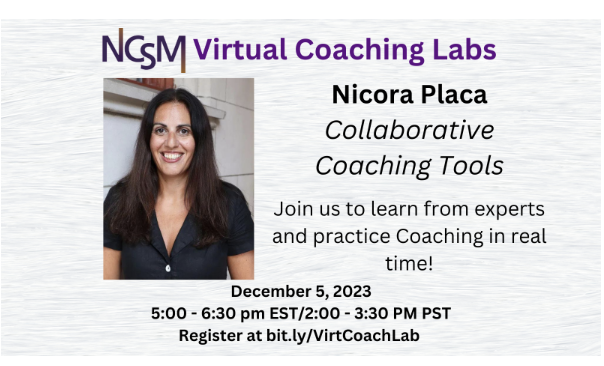 NCSM Virtual Coaching Labs
Nicora Placa
Collaborative
Coaching Tools
Join us to learn from experts
and practice Coaching in real
time!
December 5, 2023
5:00 - 6:30 pm EST/2:00 - 3:30 PM PST
Register at bit.ly/VirtCoachLab